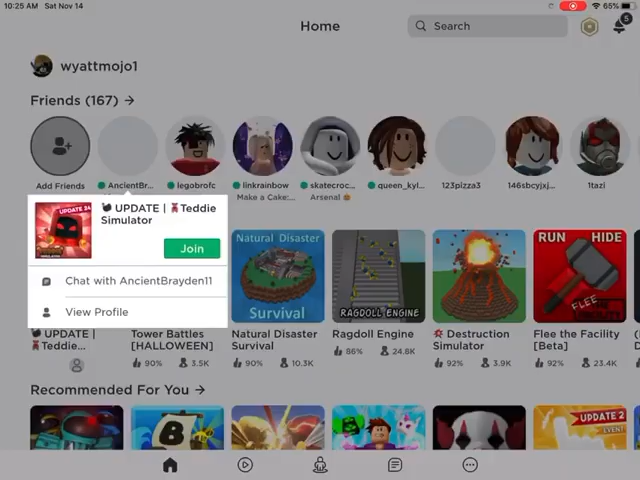 10:25 AM Sat Nov 14
65%
Home
Search
5
wyattmojo1
Friends (167) →
Add Friends
AncientBr...
legobrofc
linkrainbow
skatecroc...
queen_kyl...
123pizza3
146sbcyjxj...
1tazi
Make a Cake:...
Arsenal
UPDATE 24
UPDATE | Teddie
Simulator
Join
Chat with AncientBrayden11
View Profile
Natural Disaster
Survival
RAGDOLL ENGINE
RUN HIDE
FLEE
THE
FACILITY
UPDATE |
Teddie...
Tower Battles
[HALLOWEEN]
90% 3.5K
Natural Disaster
Survival
90% 10.3K
Ragdoll Engine
86% 24.8K
Destruction
Simulator
92% 3.9K
Flee the Facility
[Beta]
92% 23.4K
Recommended For You →
B
UPDATE 2
EVENT